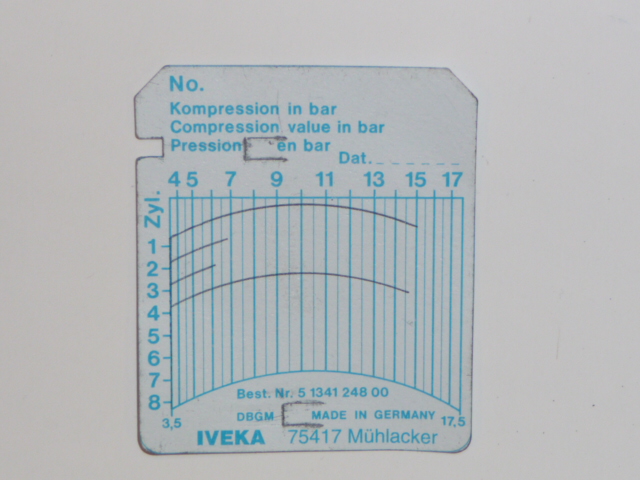 No.
Kompression in bar
Compression value in bar
Pression en bar
Dat.
4 5 7 9 11 13 15 17
Zyl.
1
2
3
4
5
6
7
8
Best. Nr. 5 1341 248 00
DBGM MADE IN GERMANY
3,5 17,5
IVEKA 75417 Mühlacker